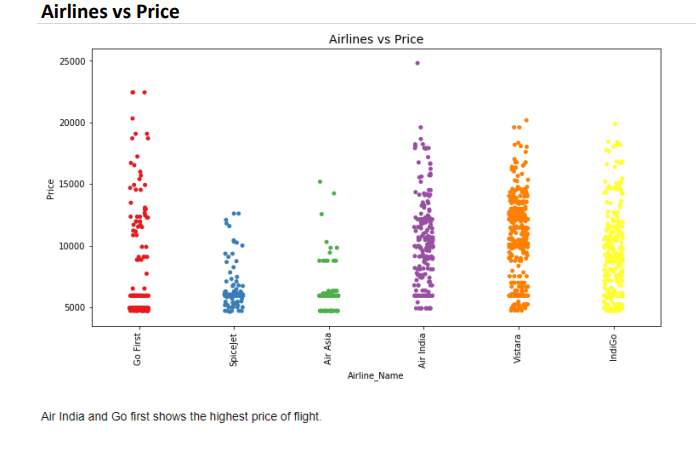 Airlines vs Price
Airlines vs Price
25000
20000
15000
10000
5000
Price
Go First
SpiceJet
Air Asia
Air India
Vistara
IndiGo
Airline_Name
Air India and Go first shows the highest price of flight.